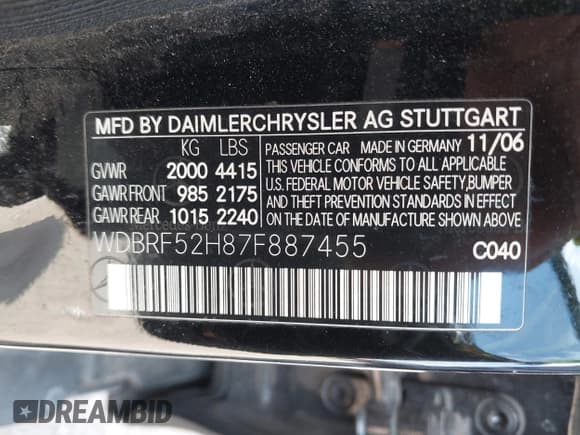 MFD BY DAIMLERCHRYSLER AG STUTTGART
KG LBS
GVWR 2000 4415
GAWR FRONT 985 2175
GAWR REAR 1015 2240
PASSENGER CAR MADE IN GERMANY 11/06
THIS VEHICLE CONFORMS TO ALL APPLICABLE
U.S. FEDERAL MOTOR VEHICLE SAFETY,BUMPER
AND THEFT PREVENTION STANDARDS IN EFFECT
ON THE DATE OF MANUFACTURE SHOWN ABOVE.
Mercedes-Benz
WDBRF52H87F887455
C040
DREAMBID